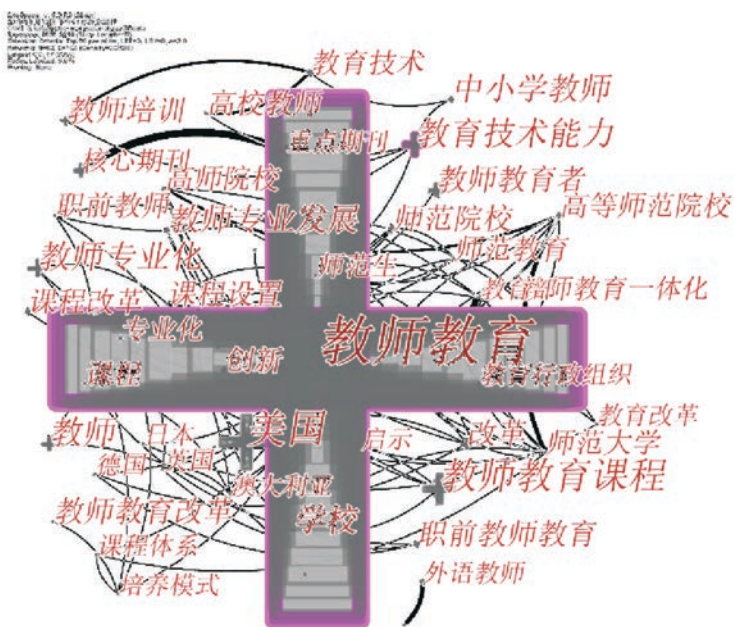 教育技术
中小学教师
教师培训
高校教师
重点期刊
教育技术能力
核心期刊
高师院校
教师教育者
职前教师
教师专业发展
师范院校
高等师范院校
教师专业化
师范生
师范教育
课程改革
课程设置
教师教育一体化
专业化
创新
教师教育
课程
教育行政组织
教师
日本
美国
启示
改革
教育改革
师范大学
德国
英国
澳大利亚
教师教育课程
教师教育改革
学校
课程体系
职前教师教育
培养模式
外语教师